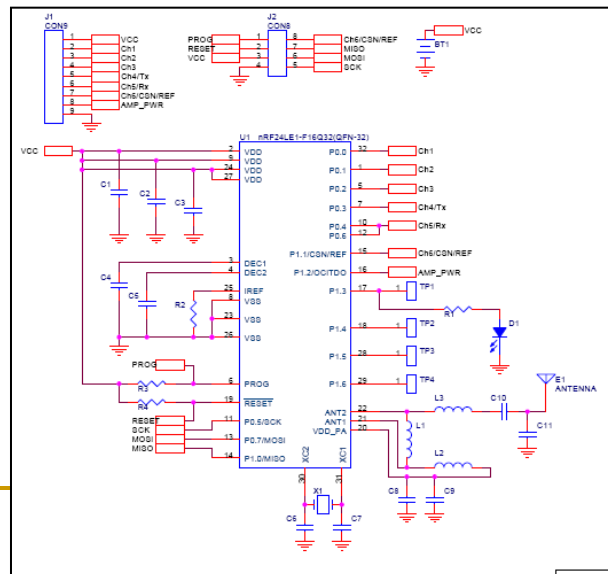 J1
CON9
1 VCC
2 Ch1
3 Ch2
4 Ch3
5 Ch4/Tx
6 Ch5/Rx
7 Ch6/CSN/REF
8 AMP_PWR
9
J2
CON8
PROG 1 8 Ch6/CSN/REF
RESET 2 7 MISO
VCC 3 6 MOSI
4 5 SCK
VCC
BT1
U1 nRF24LE1-F16Q32(QFN-32)
VCC
2 VDD
9 VDD
24 VDD
27 VDD
C1
C2
C3
3 DEC1
4 DEC2
25 IREF
8 VSS
23 VSS
26 VSS
C4
C5
R2
PROG
R3
R4
6 PROG
19 RESET
11 P0.5/SCK
13 P0.7/MOSI
14 P1.0/MISO
RESET
SCK
MOSI
MISO
P0.0 32 Ch1
P0.1 1 Ch2
P0.2 5 Ch3
P0.3 7 Ch4/Tx
P0.4 10 Ch5/Rx
P0.6 12
P1.1/CSN/REF 15 Ch6/CSN/REF
P1.2/OCITDO 16 AMP_PWR
P1.3 17 1 TP1
R1
D1
P1.4 18 1 TP2
P1.5 28 1 TP3
P1.6 29 1 TP4
ANT2 22
ANT1 21
VDD_PA 20
L3
C10
E1
ANTENNA
C11
L1
L2
C8
C9
XC2
XC1
30
31
X1
C6
C7